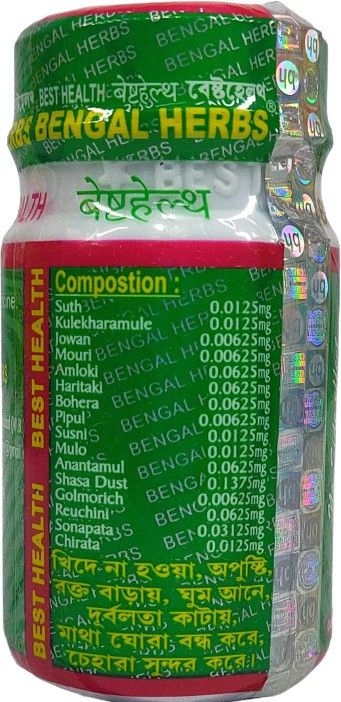 BENGAL HERBS
BEST HEALTH बेष्टहेल्थ বেষ্টহেলথ
BENGAL HERBS
बेष्टहेल्थ
BEST HEALTH BEST HEALTH
Compostion :
Suth 0.0125mg
Kulekharamule 0.0125mg
Jowan 0.00625mg
Mouri 0.00625mg
Amloki 0.0625mg
Haritaki 0.0625mg
Bohera 0.0625mg
Pipul 0.00625mg
Susni 0.0125mg
Mulo 0.0125mg
Anantamul 0.0625mg
Shasa Dust 0.1375mg
Golmorich 0.00625mg
Reuchini 0.0625mg
Sonapata 0.03125mg
Chirata 0.0125mg
খিদে না হওয়া, অপুষ্টি,
রক্ত বাড়ায়, ঘুম আনে,
দুর্বলতা কাটায়,
মাথা ঘোরা বন্ধ করে,
চেহারা সুন্দর করে।